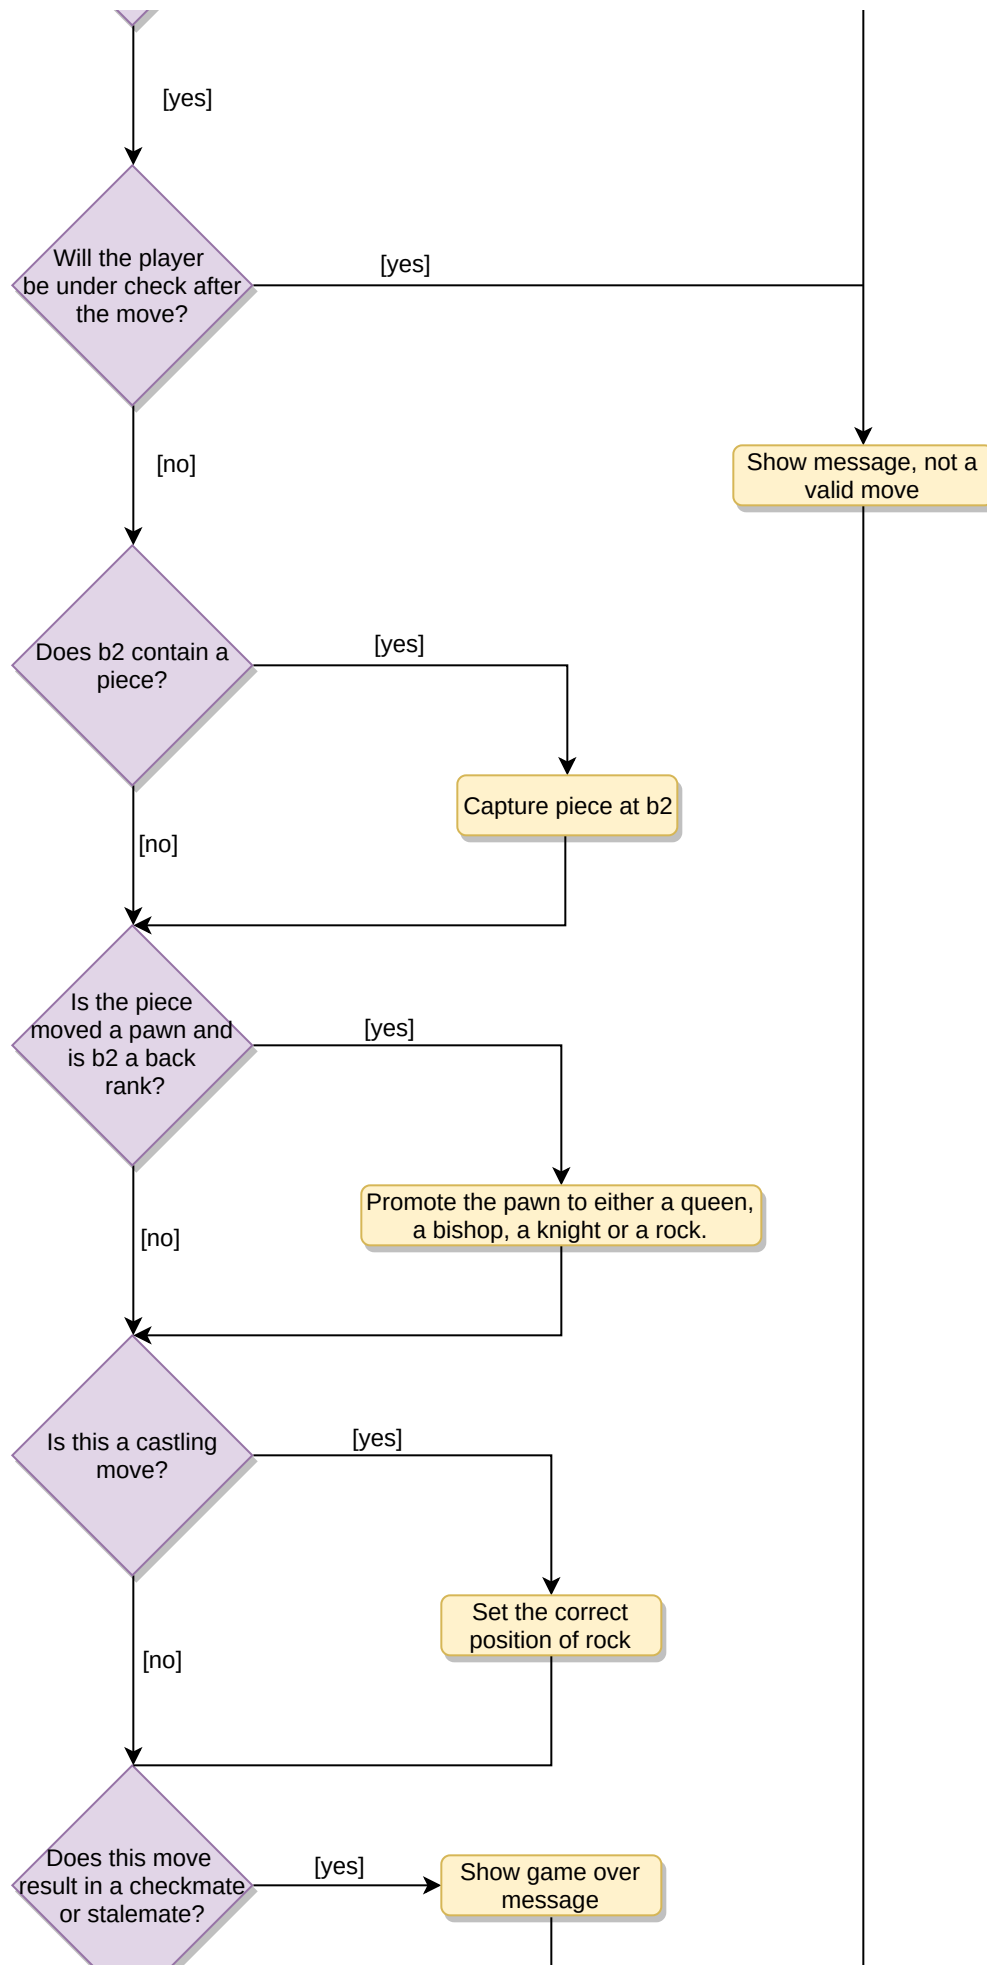 [yes]
Will the player
be under check after
the move?
[yes]
[no]
Show message, not a
valid move
Does b2 contain a
piece?
[yes]
Capture piece at b2
[no]
Is the piece
moved a pawn and
is b2 a back
rank?
[yes]
Promote the pawn to either a queen,
a bishop, a knight or a rock.
[no]
Is this a castling
move?
[yes]
Set the correct
position of rock
[no]
Does this move
result in a checkmate
or stalemate?
[yes]
Show game over
message